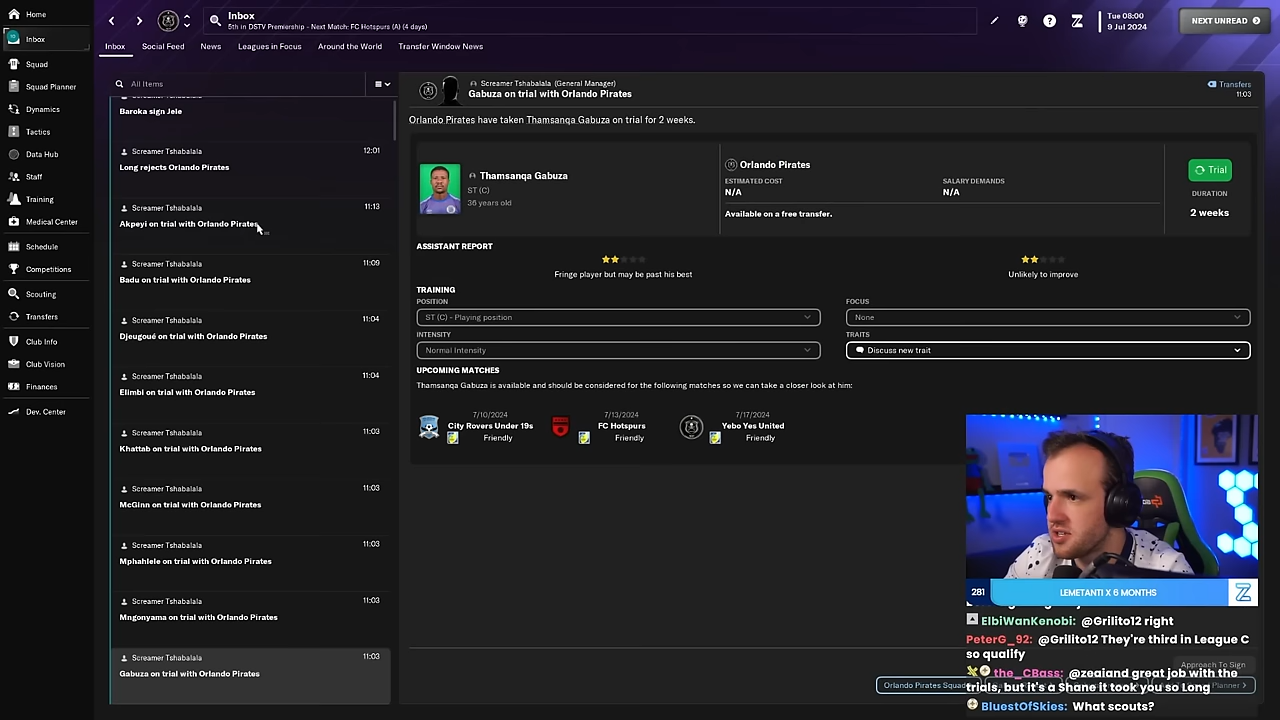 Home
Inbox
Squad
Squad Planner
Dynamics
Tactics
Data Hub
Staff
Training
Medical Center
Schedule
Competitions
Scouting
Transfers
Club Info
Club Vision
Finances
Dev. Center
Inbox
5th in DSTV Premiership - Next Match: FC Hotspurs (A) (4 days)
Tue 08:00
9 Jul 2024
NEXT UNREAD
Inbox
Social Feed
News
Leagues in Focus
Around the World
Transfer Window News
All Items
Baroka sign Jele
Screamer Tshabalala 12:01
Long rejects Orlando Pirates
Screamer Tshabalala 11:13
Akpeyi on trial with Orlando Pirates
Screamer Tshabalala 11:09
Badu on trial with Orlando Pirates
Screamer Tshabalala 11:04
Djeugoué on trial with Orlando Pirates
Screamer Tshabalala 11:04
Elimbi on trial with Orlando Pirates
Screamer Tshabalala 11:03
Khattab on trial with Orlando Pirates
Screamer Tshabalala 11:03
McGinn on trial with Orlando Pirates
Screamer Tshabalala 11:03
Mphahlele on trial with Orlando Pirates
Screamer Tshabalala 11:03
Mngonyama on trial with Orlando Pirates
Screamer Tshabalala 11:03
Gabuza on trial with Orlando Pirates
Screamer Tshabalala (General Manager)
Gabuza on trial with Orlando Pirates
Transfers
11:03
Orlando Pirates have taken Thamsanqa Gabuza on trial for 2 weeks.
Thamsanqa Gabuza
ST (C)
36 years old
Orlando Pirates
ESTIMATED COST
N/A
SALARY DEMANDS
N/A
Available on a free transfer.
Trial
DURATION
2 weeks
ASSISTANT REPORT
Fringe player but may be past his best
Unlikely to improve
TRAINING
POSITION
ST (C) - Playing position
FOCUS
None
INTENSITY
Normal Intensity
TRAITS
Discuss new trait
UPCOMING MATCHES
Thamsanqa Gabuza is available and should be considered for the following matches so we can take a closer look at him:
7/10/2024
City Rovers Under 19s
Friendly
7/13/2024
FC Hotspurs
Friendly
7/17/2024
Yebo Yes United
Friendly
281
LEMETANTI X 6 MONTHS
Z
ElbiWanKenobi: @Grilito12 right
PeterG_92: @Grilito12 They're third in League C
so qualify
the_CBass: @zealand great job with the
trials, but it's a Shane it took you so Long
BluestOfSkies: What scouts?
Approach To Sign
Orlando Pirates Squad
Planner